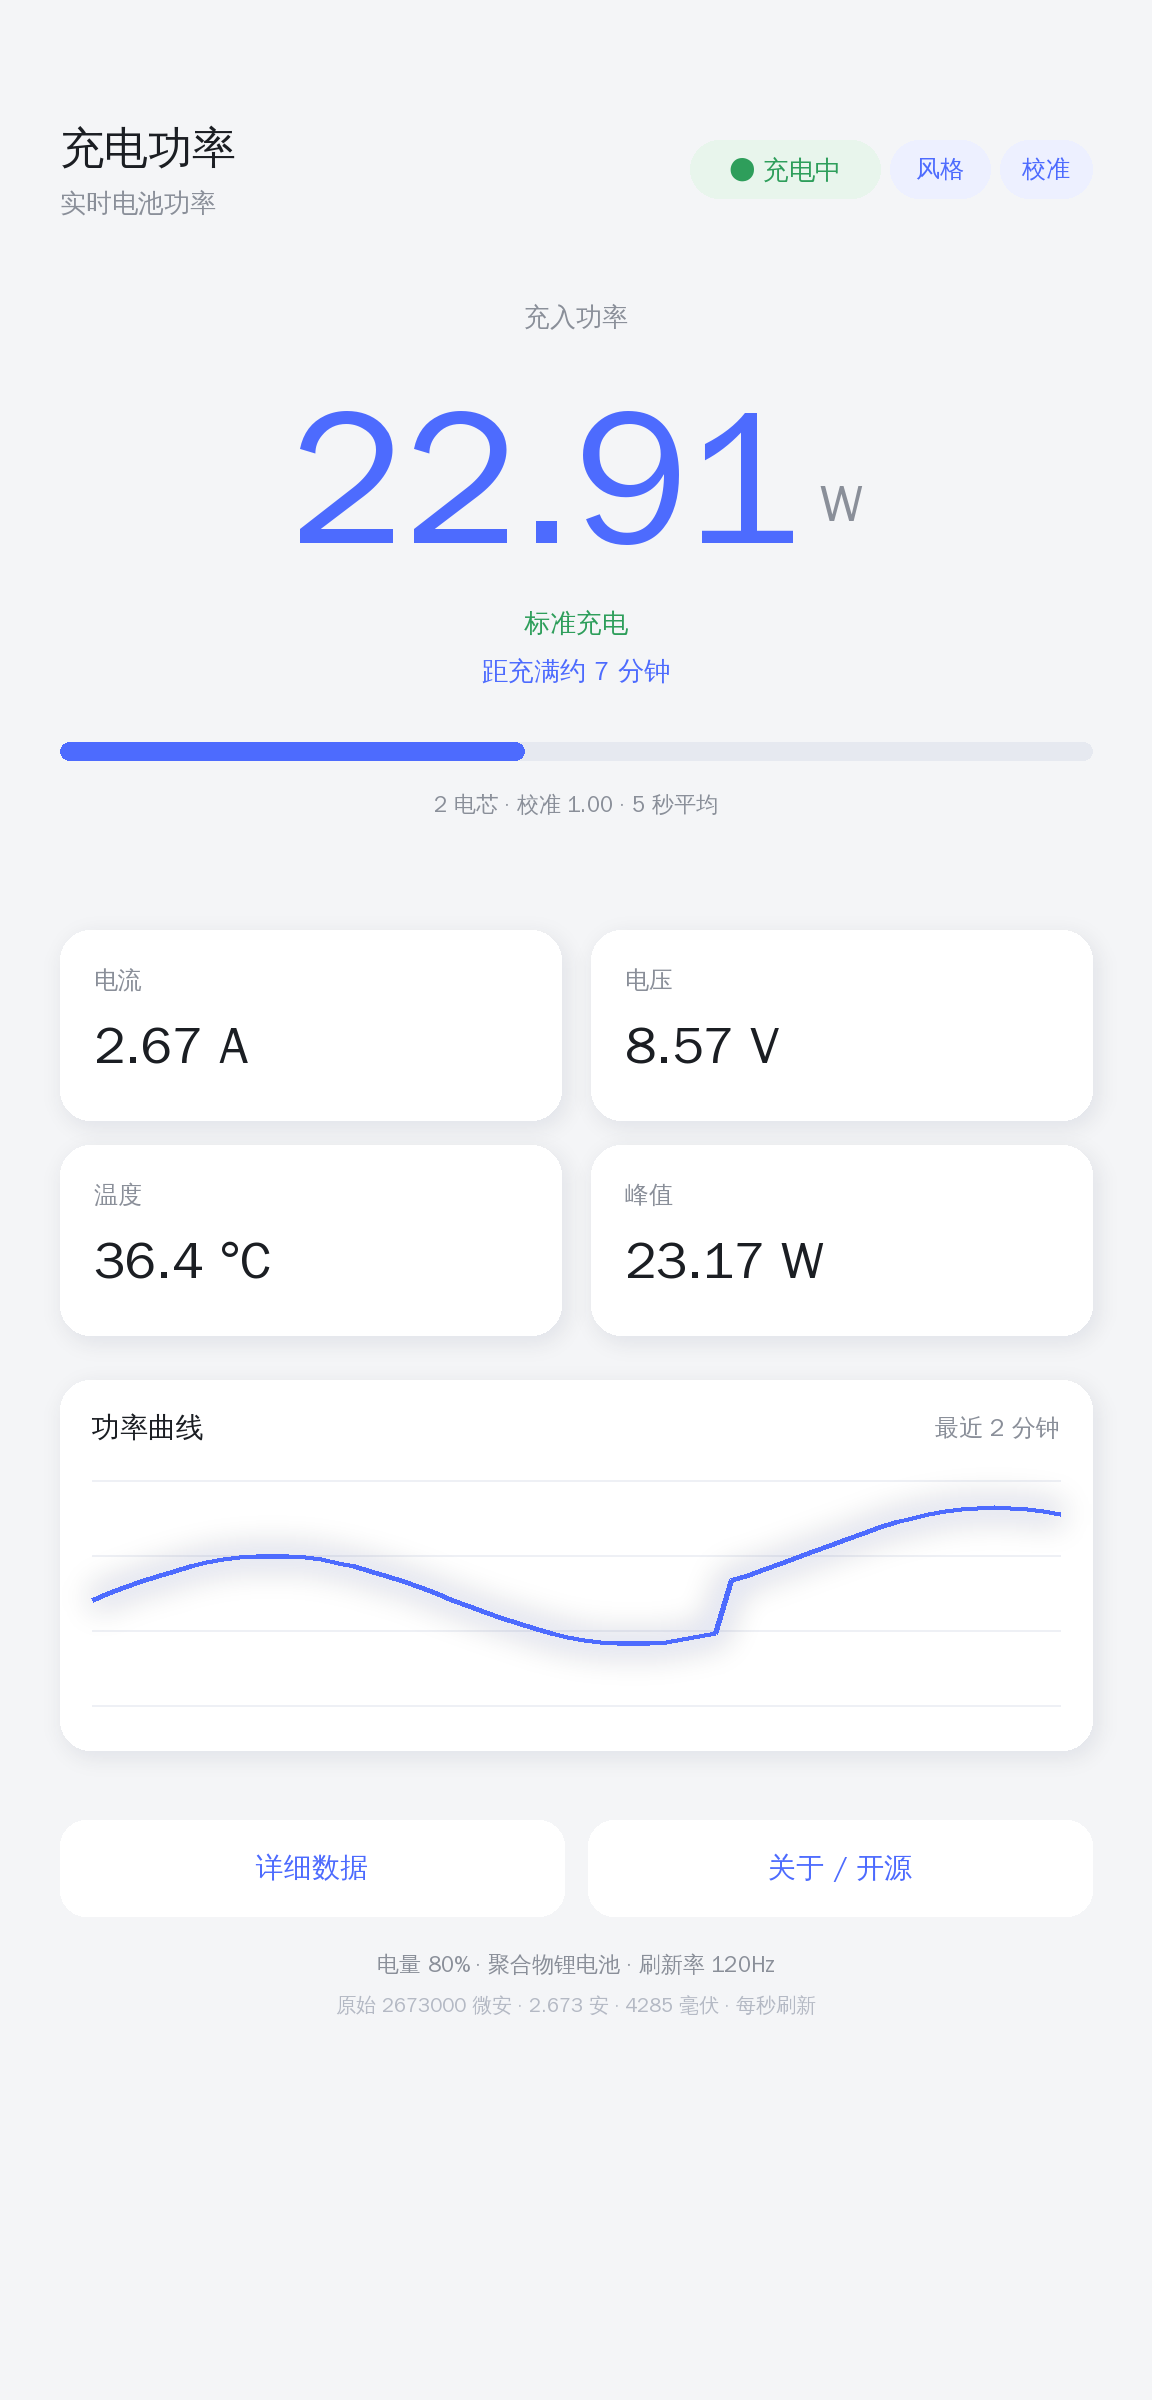 充电功率
实时电池功率
充电中
风格
校准
充入功率
22.91 W
标准充电
距充满约 7 分钟
2 电芯 · 校准 1.00 · 5 秒平均
电流
2.67 A
电压
8.57 V
温度
36.4 °C
峰值
23.17 W
功率曲线
最近 2 分钟
详细数据
关于 / 开源
电量 80% · 聚合物锂电池 · 刷新率 120Hz
原始 2673000 微安 · 2.673 安 · 4285 毫伏 · 每秒刷新